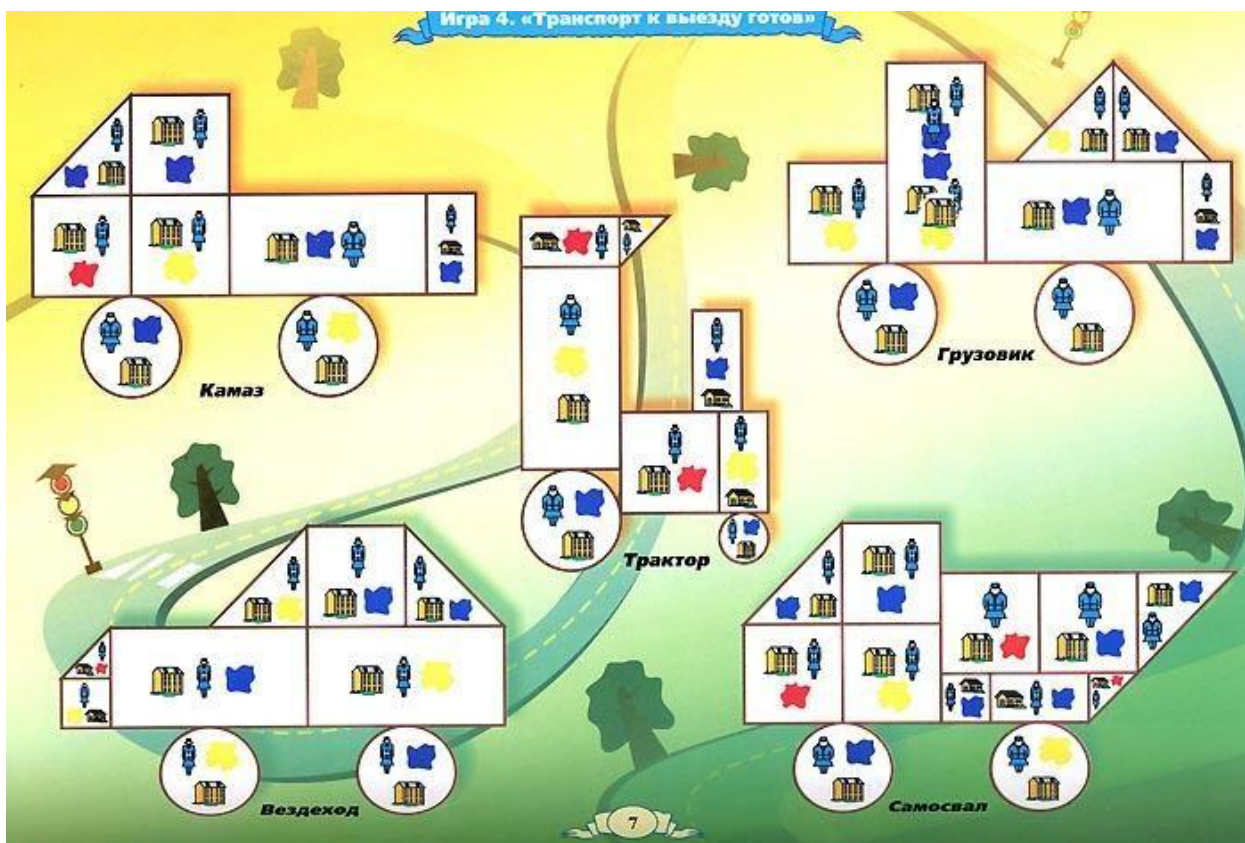 Игра 4. «Транспорт к выезду готов»
Камаз
Грузовик
Трактор
Вездеход
Самосвал
7